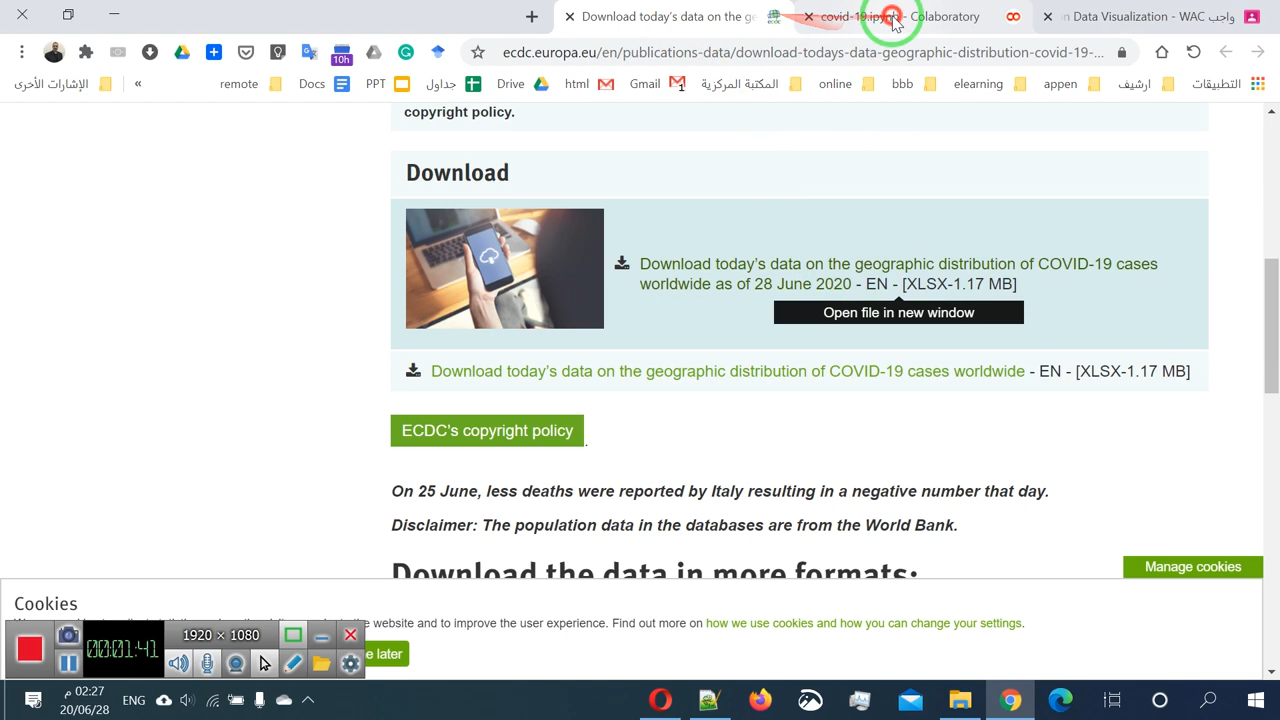 Download today's data on the ge
covid-19.ipynb - Colaboratory
n Data Visualization - WAC واجب
ecdc.europa.eu/en/publications-data/download-todays-data-geographic-distribution-covid-19-...
10h
الإشارات الأخرى
«
remote
Docs
PPT
جداول
Drive
html
Gmail
1
المكتبة المركزية
online
bbb
elearning
appen
ارشيف
التطبيقات
copyright policy.
Download
Download today's data on the geographic distribution of COVID-19 cases
worldwide as of 28 June 2020 - EN - [XLSX-1.17 MB]
Open file in new window
Download today's data on the geographic distribution of COVID-19 cases worldwide - EN - [XLSX-1.17 MB]
ECDC's copyright policy
.
On 25 June, less deaths were reported by Italy resulting in a negative number that day.
Disclaimer: The population data in the databases are from the World Bank.
Download the data in more formats:
Manage cookies
Cookies
the website and to improve the user experience. Find out more on how we use cookies and how you can change your settings.
1920 × 1080
00:01:41
e later
02:27 م
ENG
20/06/28